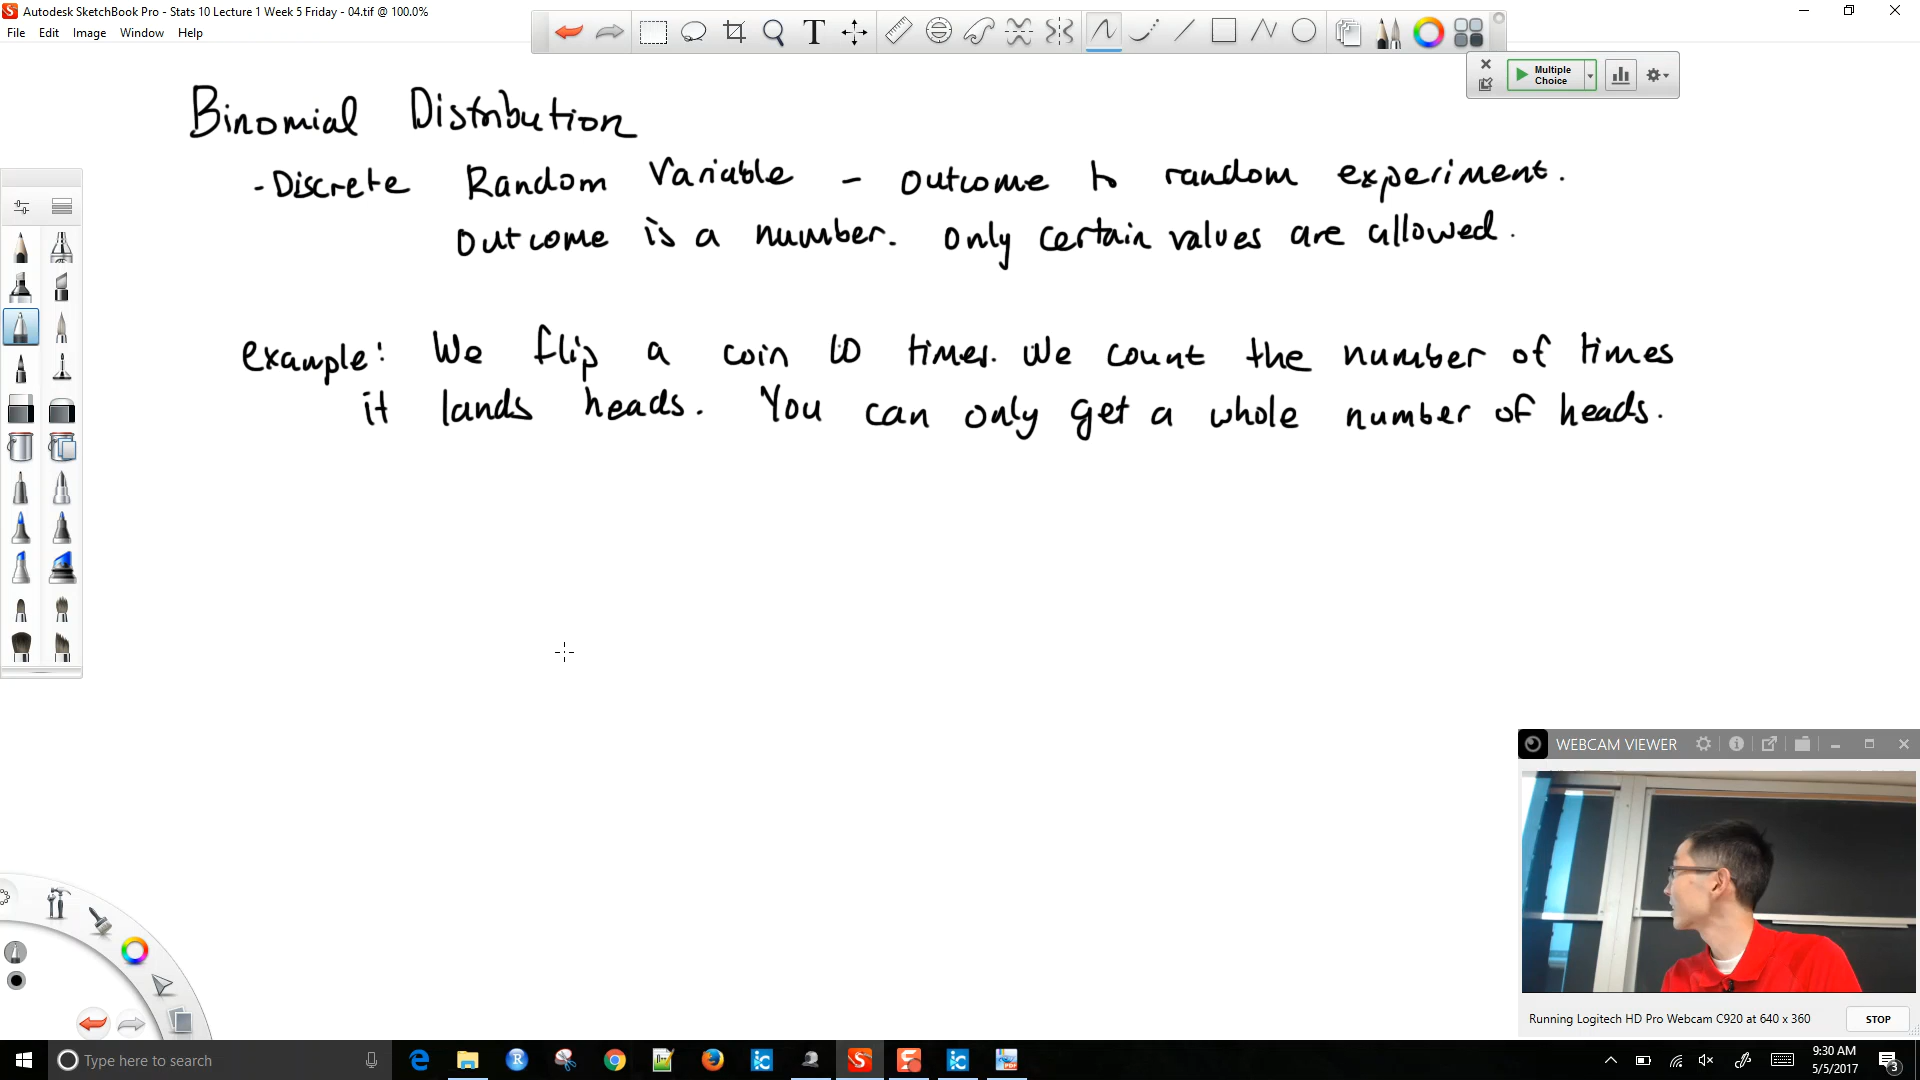 Autodesk SketchBook Pro - Stats 10 Lecture 1 Week 5 Friday - 04.tif @ 100.0%
File Edit Image Window Help
T
Multiple
Choice
Binomial Distribution
- Discrete Random Variable - outcome to random experiment.
outcome is a number. Only certain values are allowed.
example: We flip a coin 10 times. We count the number of times
it lands heads. You can only get a whole number of heads.
WEBCAM VIEWER
Running Logitech HD Pro Webcam C920 at 640 x 360
STOP
Type here to search
9:30 AM
5/5/2017
3